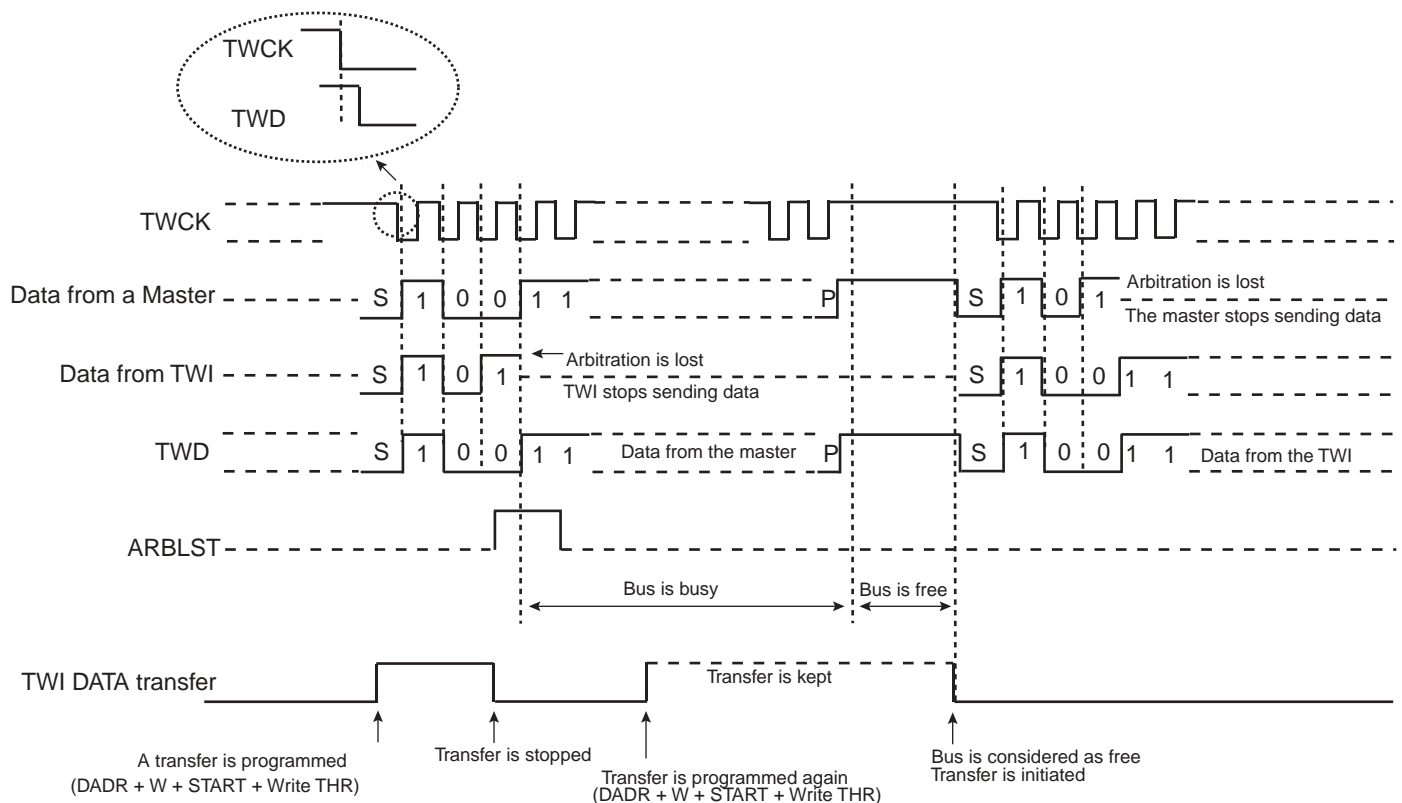 TWCK
TWD
TWCK
Data from a Master S 1 0 0 1 1 P S 1 0 1 Arbitration is lost
The master stops sending data
Data from TWI S 1 0 1 Arbitration is lost S 1 0 0 1 1
TWI stops sending data
TWD S 1 0 0 1 1 Data from the master P S 1 0 0 1 1 Data from the TWI
ARBLST
Bus is busy Bus is free
TWI DATA transfer Transfer is kept
A transfer is programmed
(DADR + W + START + Write THR)
Transfer is stopped
Transfer is programmed again
(DADR + W + START + Write THR)
Bus is considered as free
Transfer is initiated